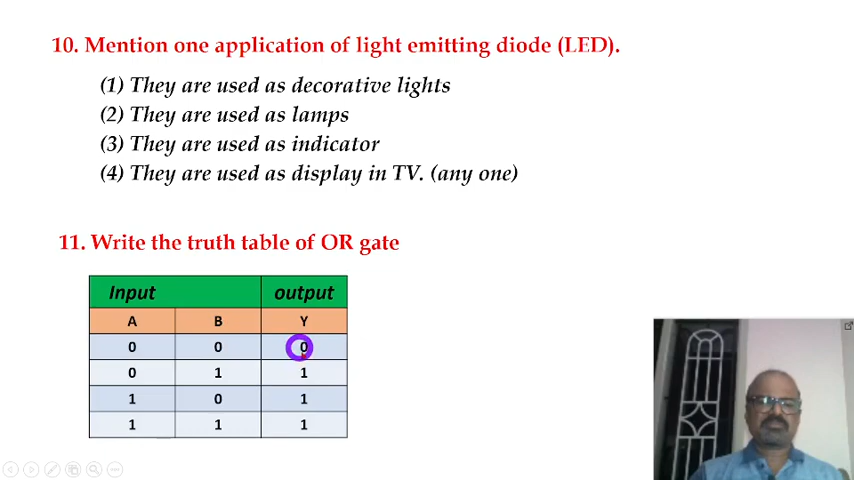 10. Mention one application of light emitting diode (LED).
(1) They are used as decorative lights
(2) They are used as lamps
(3) They are used as indicator
(4) They are used as display in TV. (any one)
11. Write the truth table of OR gate
Input output
A B Y
0 0 0
0 1 1
1 0 1
1 1 1